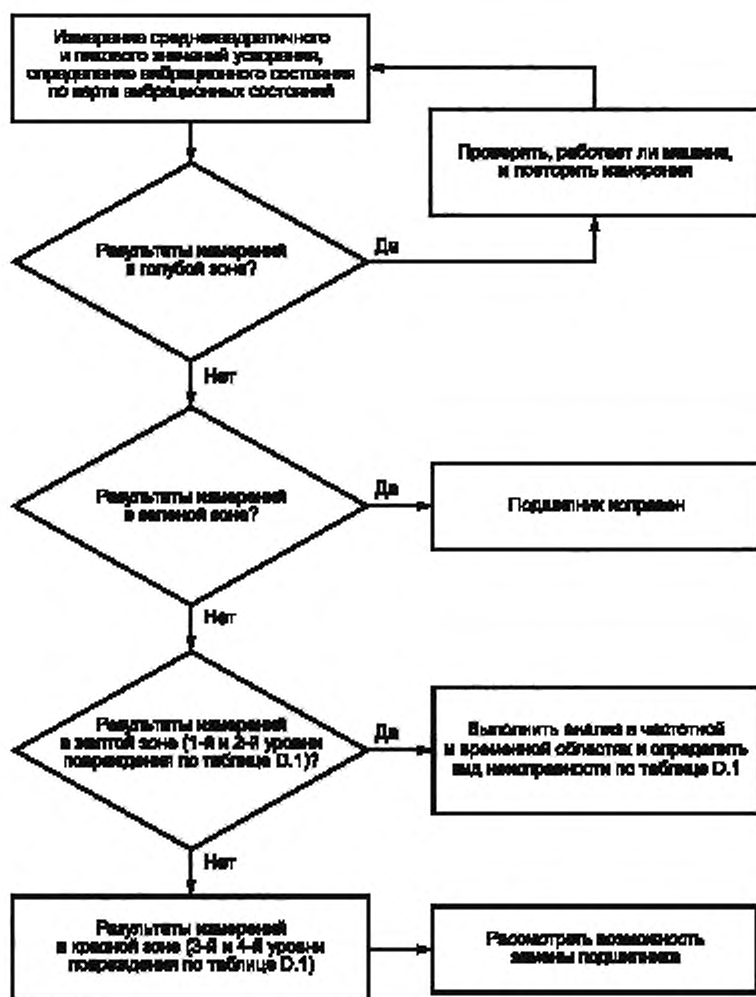 Измерение среднеквадратичного
и пикового значений ускорения,
определение вибрационного состояния
по карте вибрационных состояний
Проверить, работает ли машина,
и повторить измерения
Результаты измерений
в голубой зоне?
Да
Нет
Результаты измерений
в зеленой зоне?
Да
Подшипник исправен
Нет
Результаты измерений
в желтой зоне (1-й и 2-й уровни
повреждения по таблице D.1)?
Да
Выполнить анализ в частотной
и временной областях и определить
вид неисправности по таблице D.1
Нет
Результаты измерений
в красной зоне (3-й и 4-й уровни
повреждения по таблице D.1)
Рассмотреть возможность
замены подшипника